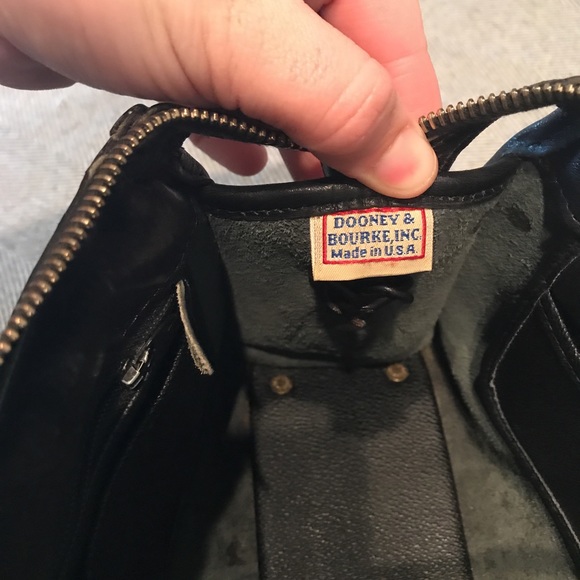 DOONEY &
BOURKE, INC.
Made in U.S.A.